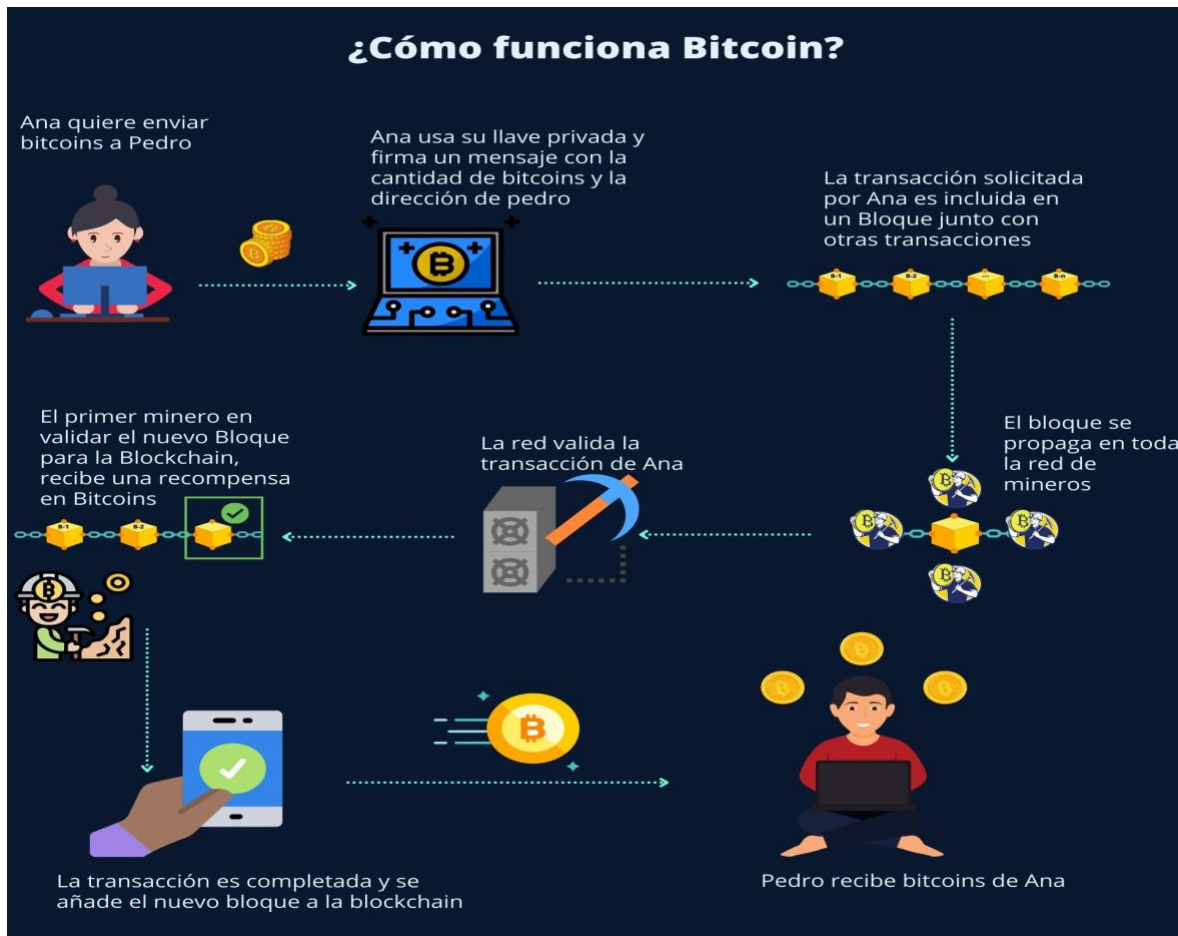 ¿Cómo funciona Bitcoin?
Ana quiere enviar
bitcoins a Pedro
Ana usa su llave privada y
firma un mensaje con la
cantidad de bitcoins y la
dirección de pedro
La transacción solicitada
por Ana es incluida en
un Bloque junto con
otras transacciones
B-1
B-2
...
B-n
El bloque se
propaga en toda
la red de
mineros
La red valida la
transacción de Ana
El primer minero en
validar el nuevo Bloque
para la Blockchain,
recibe una recompensa
en Bitcoins
B-1
B-2
La transacción es completada y se
añade el nuevo bloque a la blockchain
Pedro recibe bitcoins de Ana